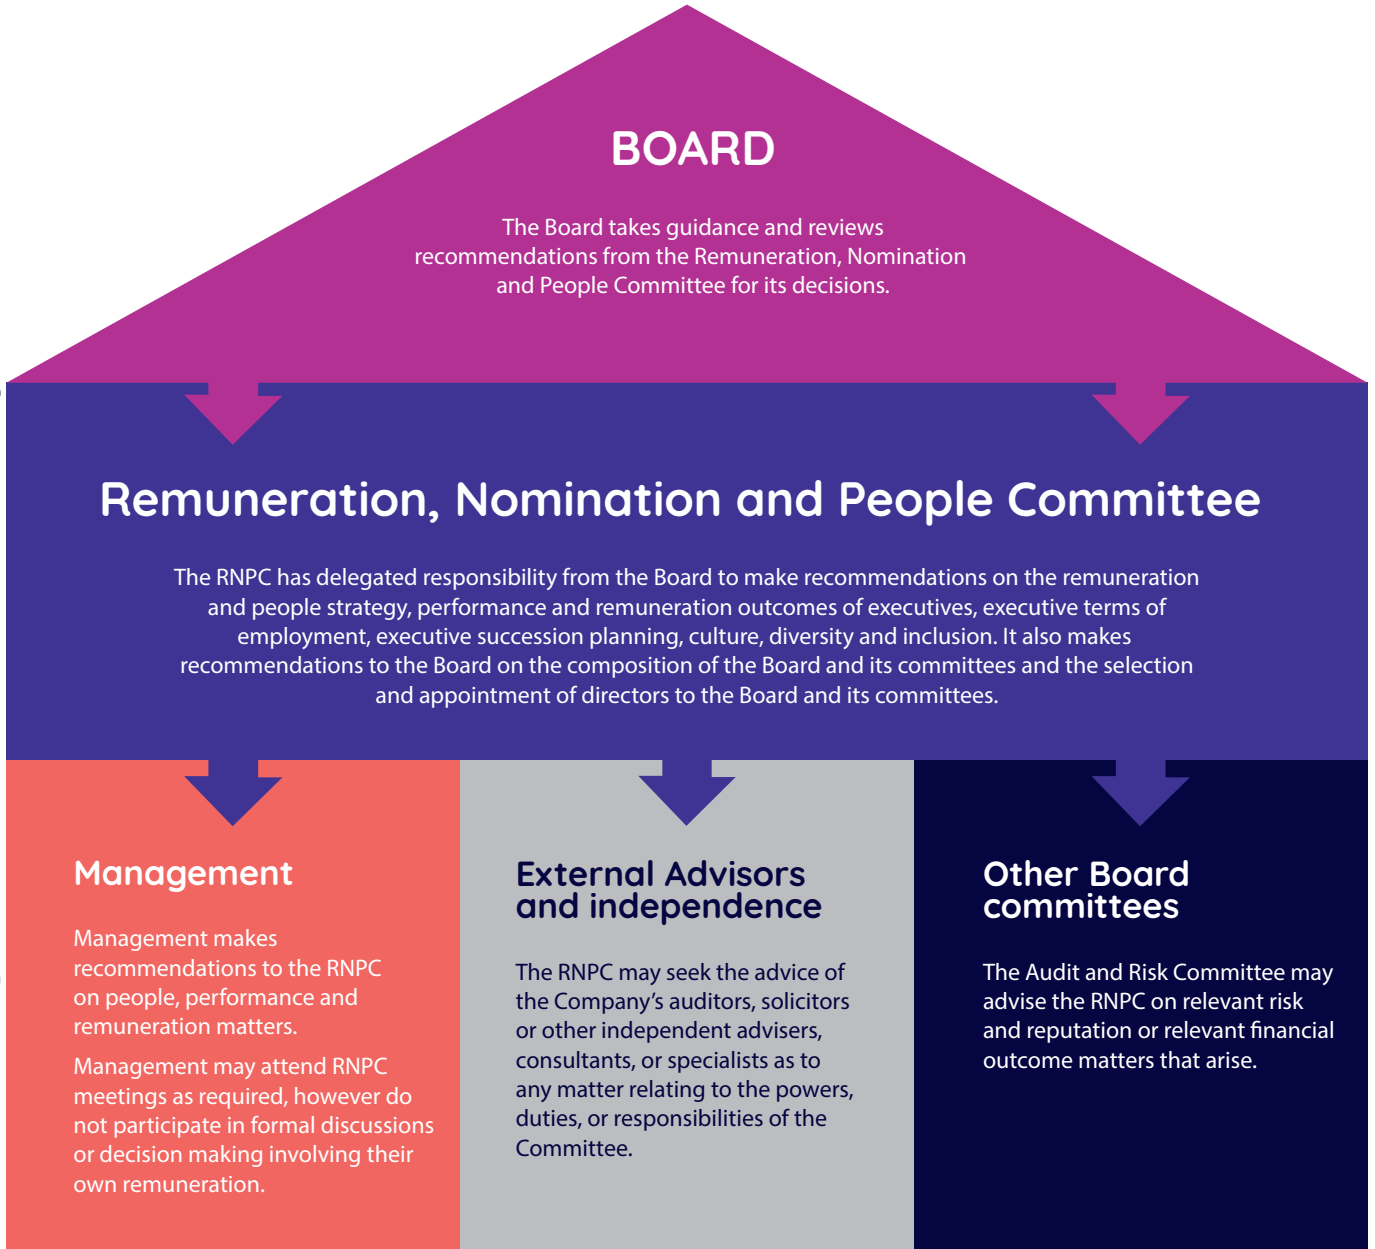 BOARD
The Board takes guidance and reviews
recommendations from the Remuneration, Nomination
and People Committee for its decisions.
Remuneration, Nomination and People Committee
The RNPC has delegated responsibility from the Board to make recommendations on the remuneration
and people strategy, performance and remuneration outcomes of executives, executive terms of
employment, executive succession planning, culture, diversity and inclusion. It also makes
recommendations to the Board on the composition of the Board and its committees and the selection
and appointment of directors to the Board and its committees.
Management
Management makes
recommendations to the RNPC
on people, performance and
remuneration matters.
Management may attend RNPC
meetings as required, however do
not participate in formal discussions
or decision making involving their
own remuneration.
External Advisors
and independence
The RNPC may seek the advice of
the Company’s auditors, solicitors
or other independent advisers,
consultants, or specialists as to
any matter relating to the powers,
duties, or responsibilities of the
Committee.
Other Board
committees
The Audit and Risk Committee may
advise the RNPC on relevant risk
and reputation or relevant financial
outcome matters that arise.